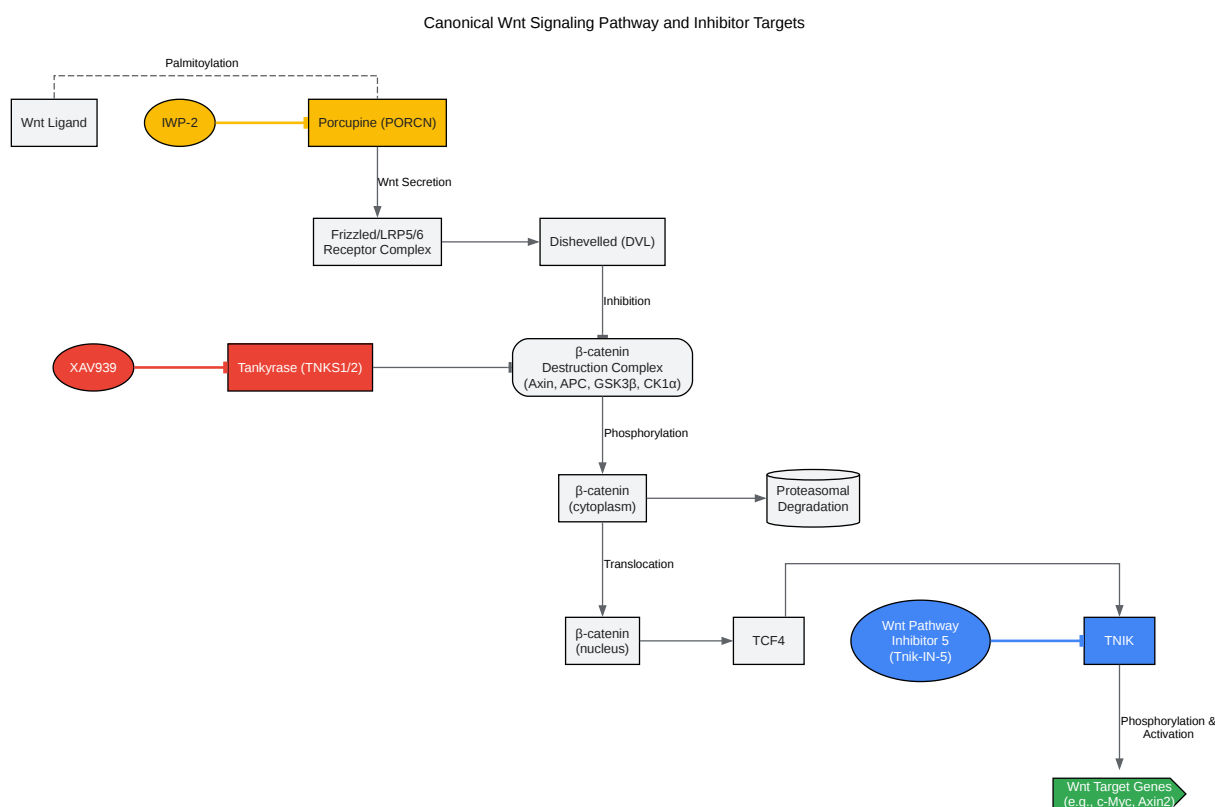 Canonical Wnt Signaling Pathway and Inhibitor Targets
Palmitoylation
Wnt Ligand
IWP-2
Porcupine (PORCN)
Wnt Secretion
Frizzled/LRP5/6
Receptor Complex
Dishevelled (DVL)
Inhibition
XAV939
Tankyrase (TNKS1/2)
β-catenin
Destruction Complex
(Axin, APC, GSK3β, CK1α)
Phosphorylation
β-catenin
(cytoplasm)
Proteasomal
Degradation
Translocation
β-catenin
(nucleus)
TCF4
Wnt Pathway
Inhibitor 5
(Tnik-IN-5)
TNIK
Phosphorylation &
Activation
Wnt Target Genes
(e.g., c-Myc, Axin2)